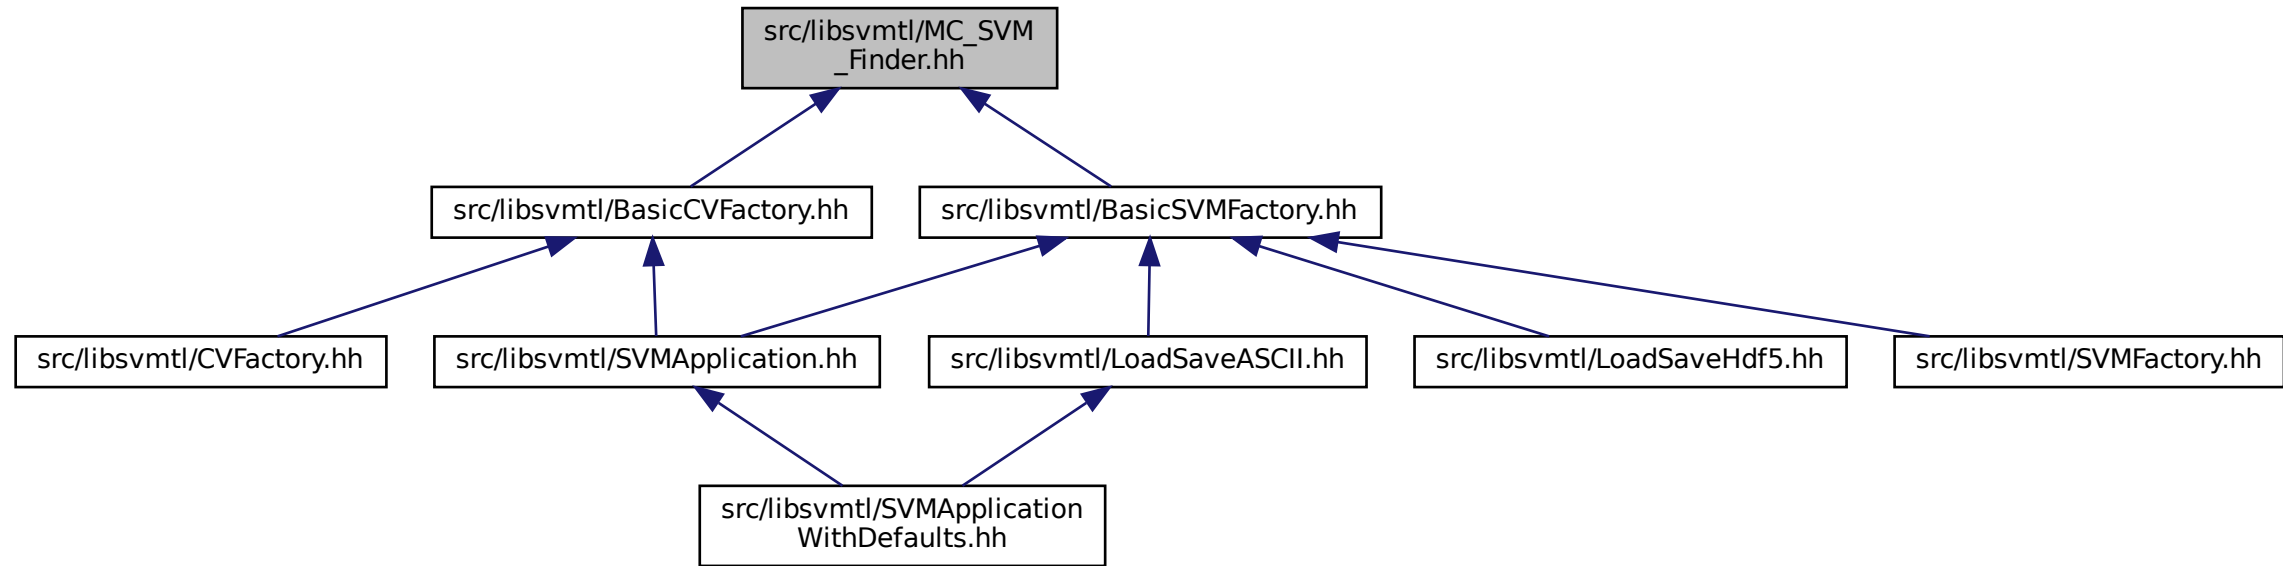 src/libsvmtl/MC_SVM
_Finder.hh
src/libsvmtl/BasicCVFactory.hh
src/libsvmtl/BasicSVMFactory.hh
src/libsvmtl/CVFactory.hh
src/libsvmtl/SVMApplication.hh
src/libsvmtl/LoadSaveASCII.hh
src/libsvmtl/LoadSaveHdf5.hh
src/libsvmtl/SVMFactory.hh
src/libsvmtl/SVMApplication
WithDefaults.hh